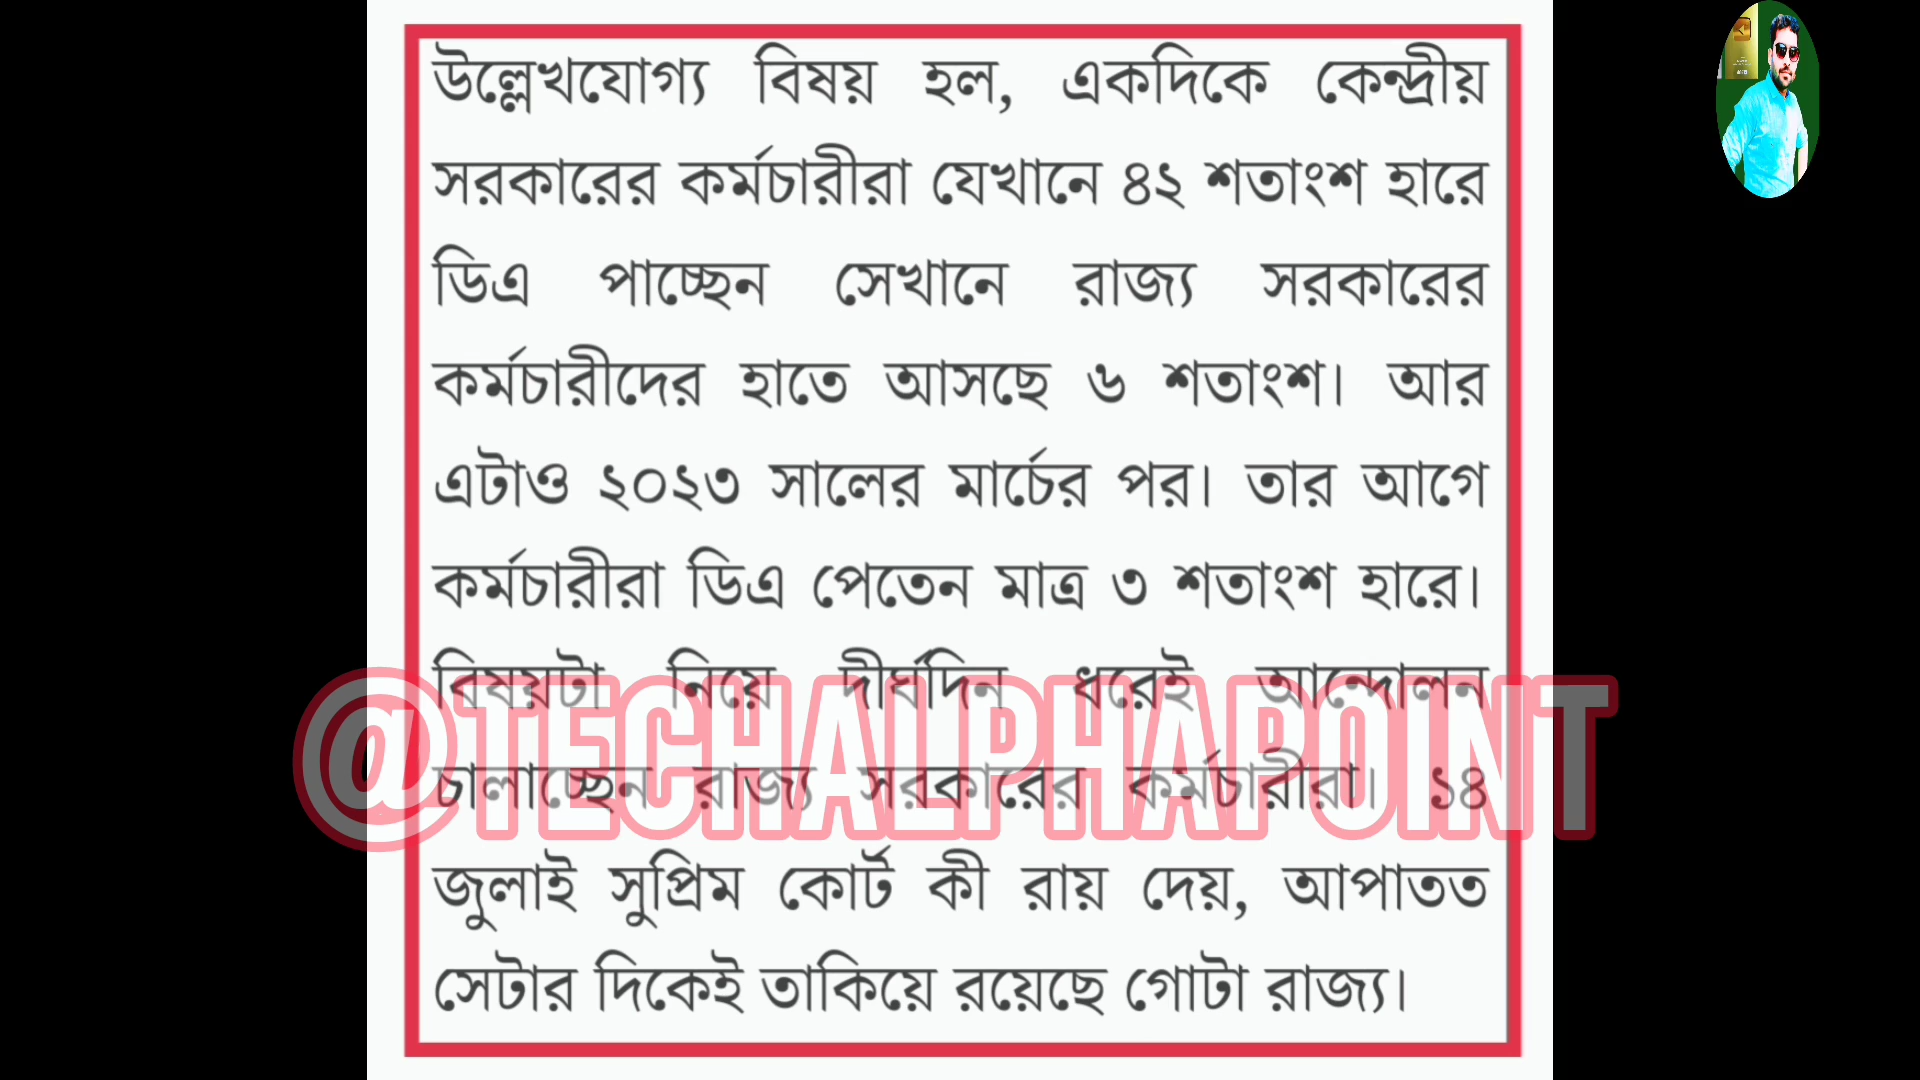 উল্লেখযোগ্য বিষয় হল, একদিকে কেন্দ্রীয়
সরকারের কর্মচারীরা যেখানে ৪২ শতাংশ হারে
ডিএ পাচ্ছেন সেখানে রাজ্য সরকারের
কর্মচারীদের হাতে আসছে ৬ শতাংশ। আর
এটাও ২০২৩ সালের মার্চের পর। তার আগে
কর্মচারীরা ডিএ পেতেন মাত্র ৩ শতাংশ হারে।
বিষয়টা নিয়ে দীর্ঘদিন ধরেই আন্দোলন
@TECHALPHAPOINT
চালাচ্ছেন রাজ্য সরকারের কর্মচারীরা। ১৪
জুলাই সুপ্রিম কোর্ট কী রায় দেয়, আপাতত
সেটার দিকেই তাকিয়ে রয়েছে গোটা রাজ্য।